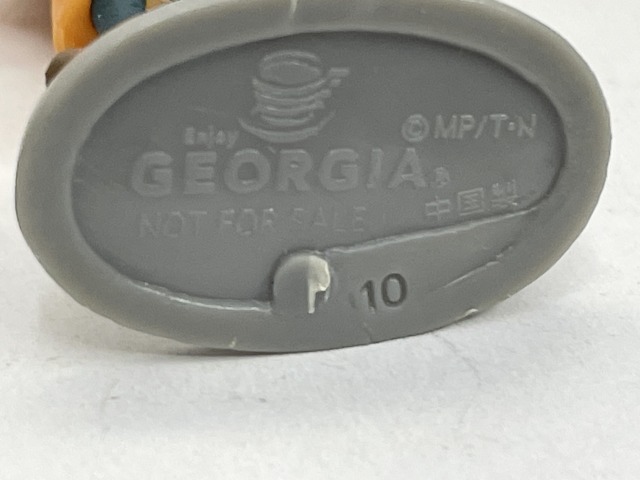 Enjoy
GEORGIA®
NOT FOR SALE
©MP/T·N
中国製
10